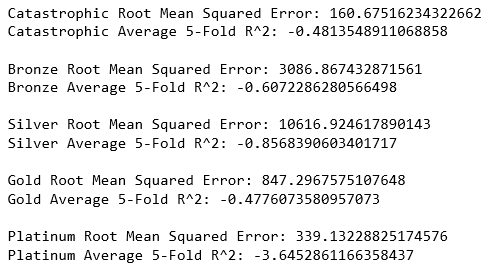 Catastrophic Root Mean Squared Error: 160.67516234322662
Catastrophic Average 5-Fold R^2: -0.4813548911068858
Bronze Root Mean Squared Error: 3086.867432871561
Bronze Average 5-Fold R^2: -0.6072286280566498
Silver Root Mean Squared Error: 10616.924617890143
Silver Average 5-Fold R^2: -0.8568390603401717
Gold Root Mean Squared Error: 847.2967575107648
Gold Average 5-Fold R^2: -0.4776073580957073
Platinum Root Mean Squared Error: 339.13228825174576
Platinum Average 5-Fold R^2: -3.6452861166358437